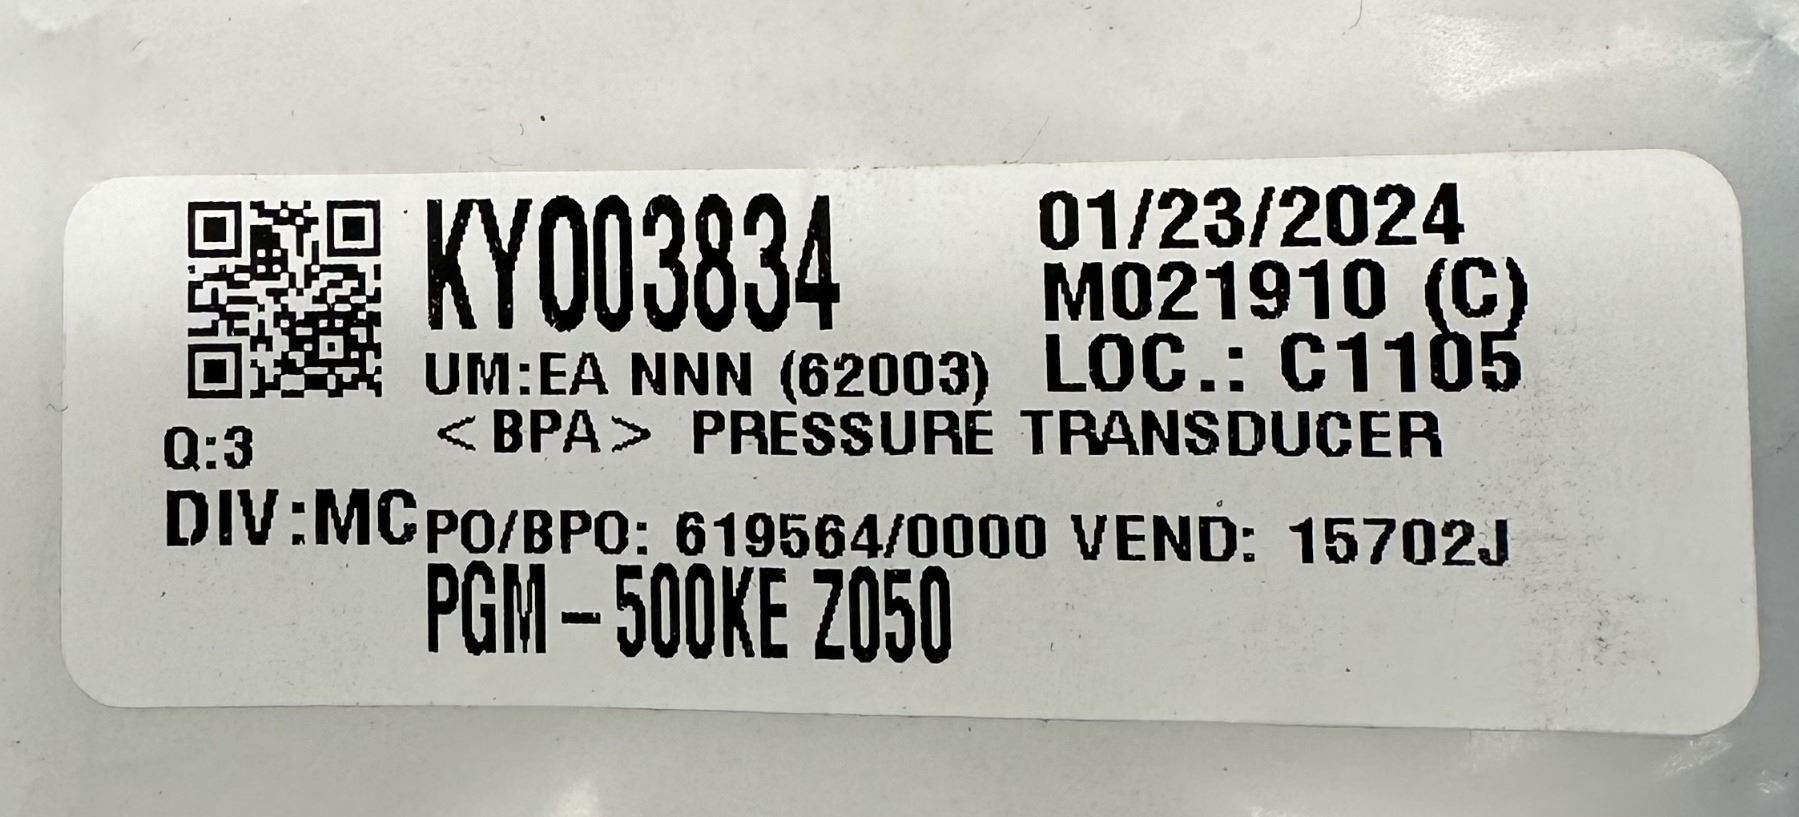 KY003834
01/23/2024
M021910 (C)
UM:EA NNN (62003)
LOC.: C1105
Q:3
<BPA> PRESSURE TRANSDUCER
DIV:MC
PO/BPO: 619564/0000 VEND: 15702J
PGM-500KE Z050